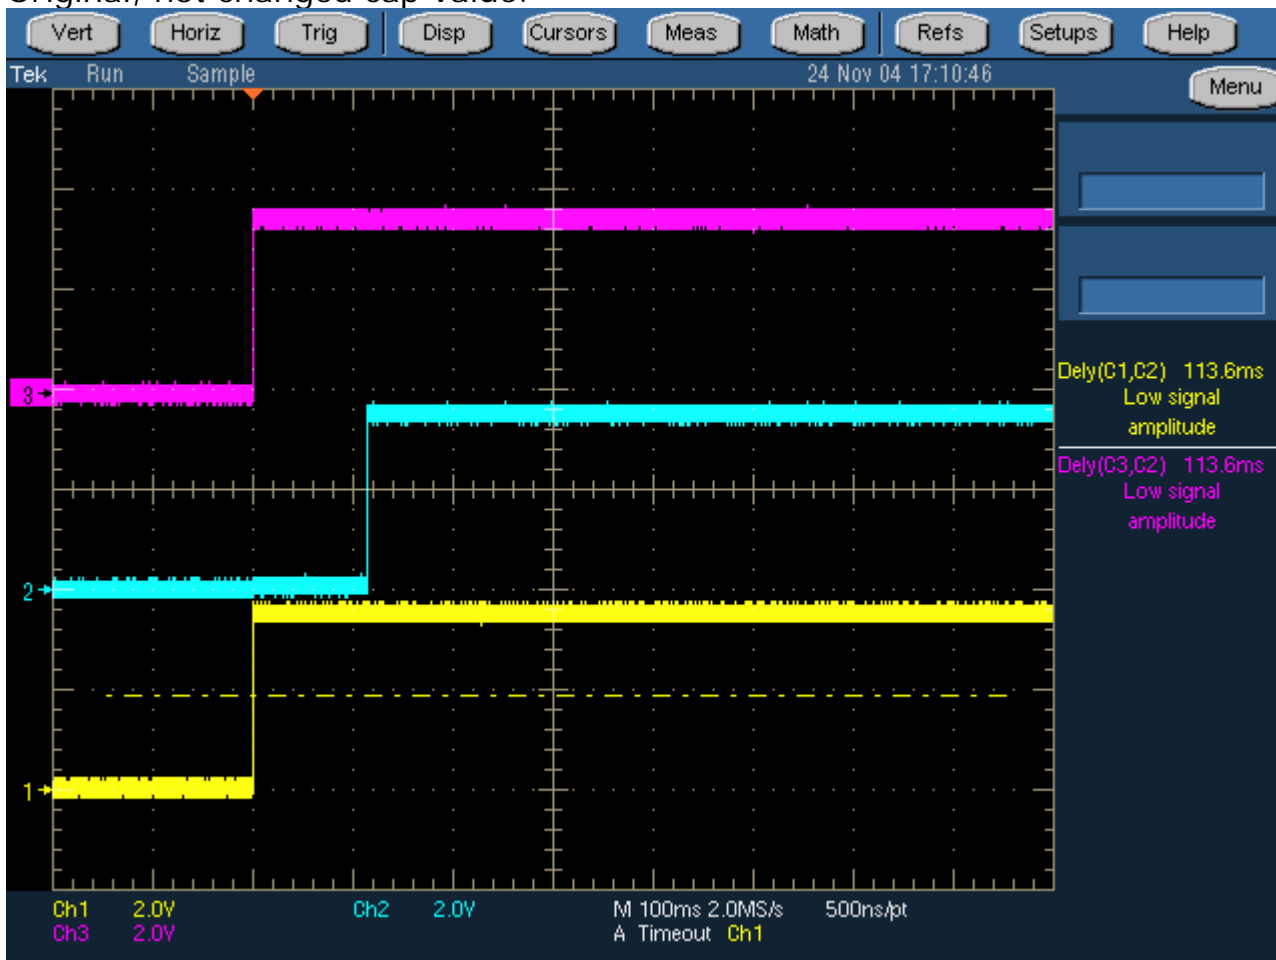 Original, not changed cap value.
Vert Horiz Trig Disp Cursors Meas Math Refs Setups Help
Tek Run Sample 24 Nov 04 17:10:46
Menu
3
Dely(C1,C2) 113.6ms
Low signal
amplitude
Dely(C3,C2) 113.6ms
Low signal
amplitude
2
1
Ch1 2.0V Ch2 2.0V M 100ms 2.0MS/s 500ns/pt
Ch3 2.0V A Timeout Ch1